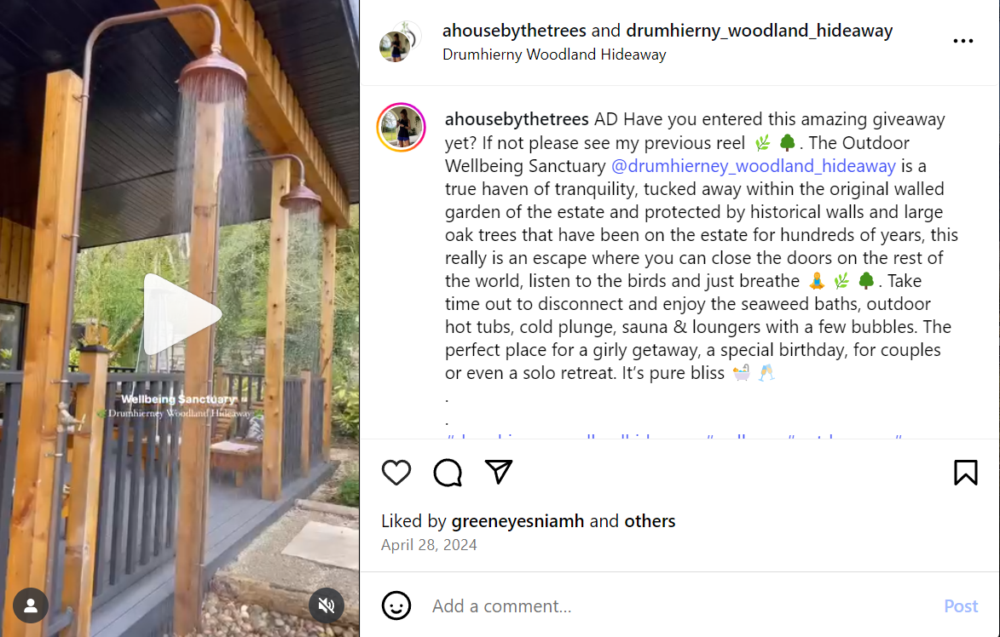 ahousebythetrees and drumhierny_woodland_hideaway
Drumhierny Woodland Hideaway
ahousebythetrees AD Have you entered this amazing giveaway
yet? If not please see my previous reel 🌿 🌳. The Outdoor
Wellbeing Sanctuary @drumhierney_woodland_hideaway is a
true haven of tranquility, tucked away within the original walled
garden of the estate and protected by historical walls and large
oak trees that have been on the estate for hundreds of years, this
really is an escape where you can close the doors on the rest of
the world, listen to the birds and just breathe 🧘 🌿 🌳. Take
time out to disconnect and enjoy the seaweed baths, outdoor
hot tubs, cold plunge, sauna & loungers with a few bubbles. The
perfect place for a girly getaway, a special birthday, for couples
or even a solo retreat. It’s pure bliss 🛀 🥂
.
.
Liked by greeneyesniamh and others
April 28, 2024
Add a comment...
Post
Wellbeing Sanctuary
🌿Drumhierney Woodland Hideaway